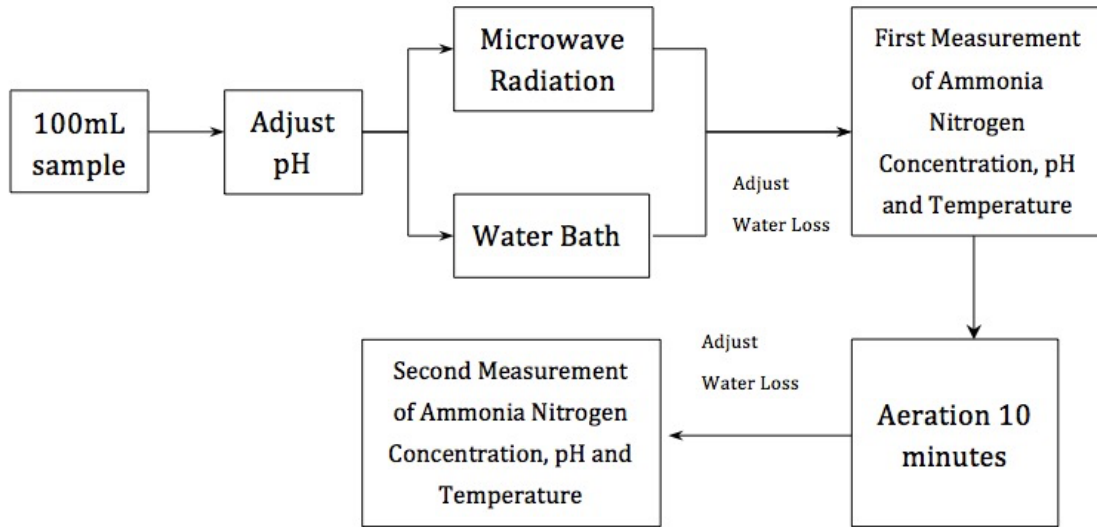 100mL
sample
Adjust
pH
Microwave
Radiation
Water Bath
Adjust
Water Loss
First Measurement
of Ammonia
Nitrogen
Concentration, pH
and Temperature
Aeration 10
minutes
Adjust
Water Loss
Second Measurement
of Ammonia Nitrogen
Concentration, pH and
Temperature